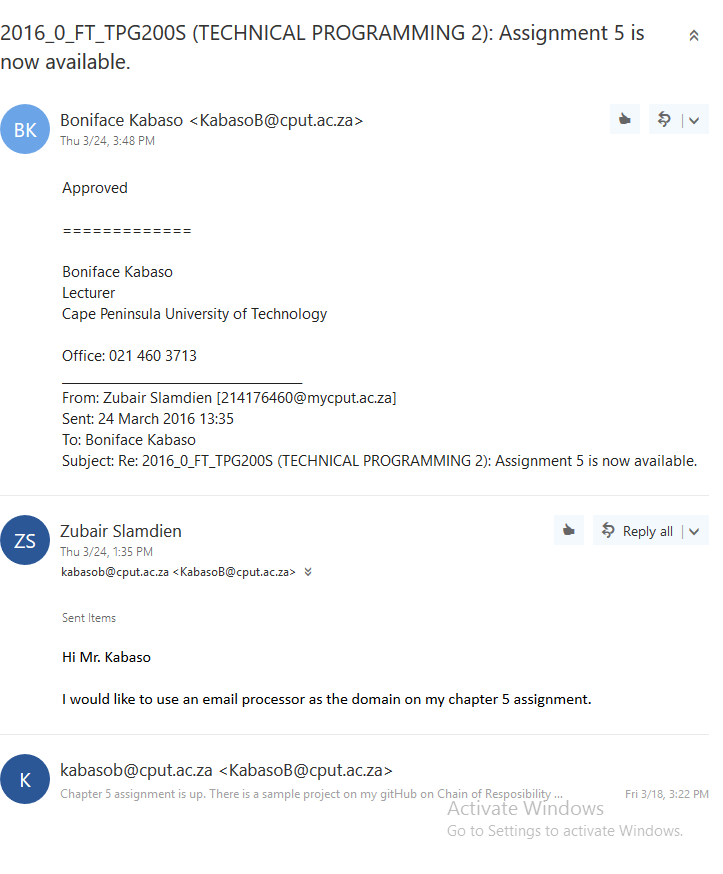 2016_0_FT_TPG200S (TECHNICAL PROGRAMMING 2): Assignment 5 is
now available.
BK
Boniface Kabaso <KabasoB@cput.ac.za>
Thu 3/24, 3:48 PM
Approved
=============
Boniface Kabaso
Lecturer
Cape Peninsula University of Technology
Office: 021 460 3713
________________________________
From: Zubair Slamdien [214176460@mycput.ac.za]
Sent: 24 March 2016 13:35
To: Boniface Kabaso
Subject: Re: 2016_0_FT_TPG200S (TECHNICAL PROGRAMMING 2): Assignment 5 is now available.
ZS
Zubair Slamdien
Reply all
Thu 3/24, 1:35 PM
kabasob@cput.ac.za <KabasoB@cput.ac.za>
Sent Items
Hi Mr. Kabaso
I would like to use an email processor as the domain on my chapter 5 assignment.
K
kabasob@cput.ac.za <KabasoB@cput.ac.za>
Chapter 5 assignment is up. There is a sample project on my gitHub on Chain of Resposibility ...
Fri 3/18, 3:22 PM
Activate Windows
Go to Settings to activate Windows.